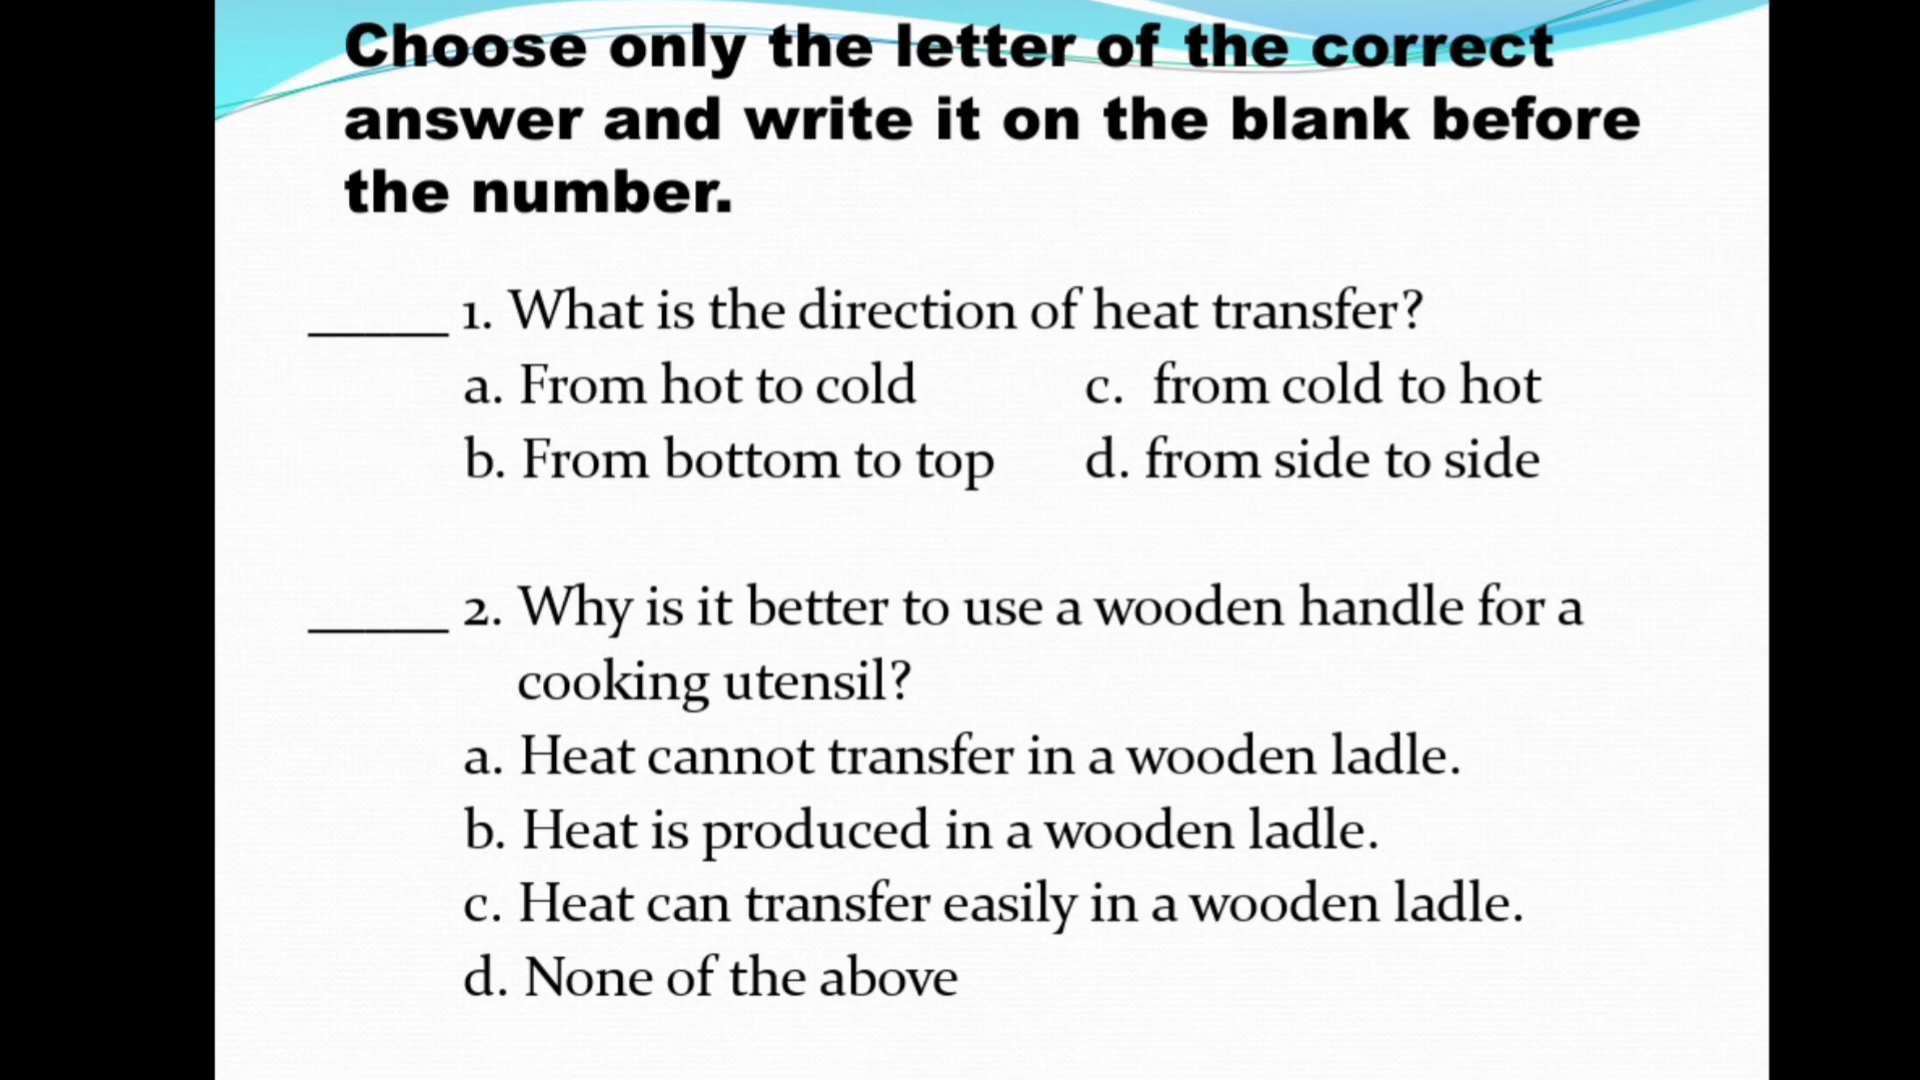 Choose only the letter of the correct
answer and write it on the blank before
the number.
_____ 1. What is the direction of heat transfer?
a. From hot to cold c. from cold to hot
b. From bottom to top d. from side to side
_____ 2. Why is it better to use a wooden handle for a
cooking utensil?
a. Heat cannot transfer in a wooden ladle.
b. Heat is produced in a wooden ladle.
c. Heat can transfer easily in a wooden ladle.
d. None of the above